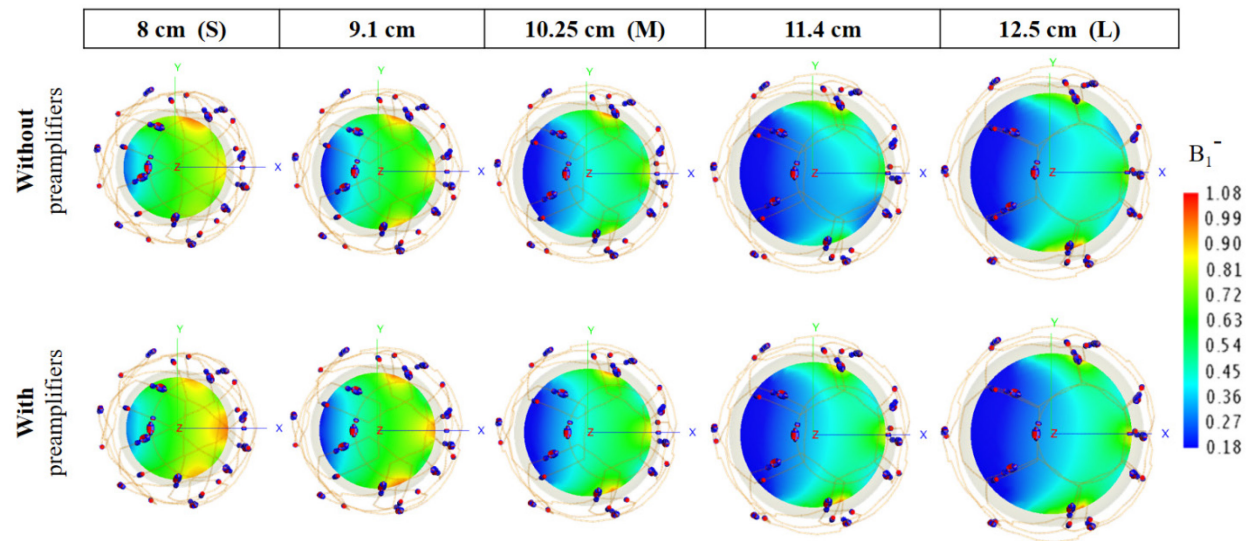 8 cm (S) 9.1 cm 10.25 cm (M) 11.4 cm 12.5 cm (L)
Without
preamplifiers
Y Y Y Y Y
Z X Z X Z X Z X Z X
With
preamplifiers
Y Y Y Y Y
Z X Z X Z X Z X Z X
B₁⁻
1.08
0.99
0.90
0.81
0.72
0.63
0.54
0.45
0.36
0.27
0.18